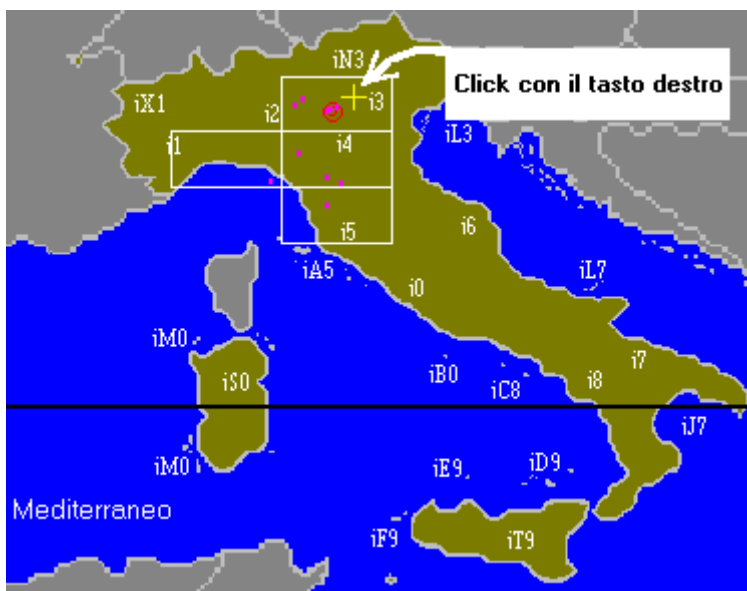 iN3
Click con il tasto destro
iX1
i3
i2
iL3
i1
i4
i6
i5
iA5
iL7
i0
iM0
i7
iB0
iS0
iC8
i8
iJ7
iM0
iE9
iD9
Mediterraneo
iF9
iT9